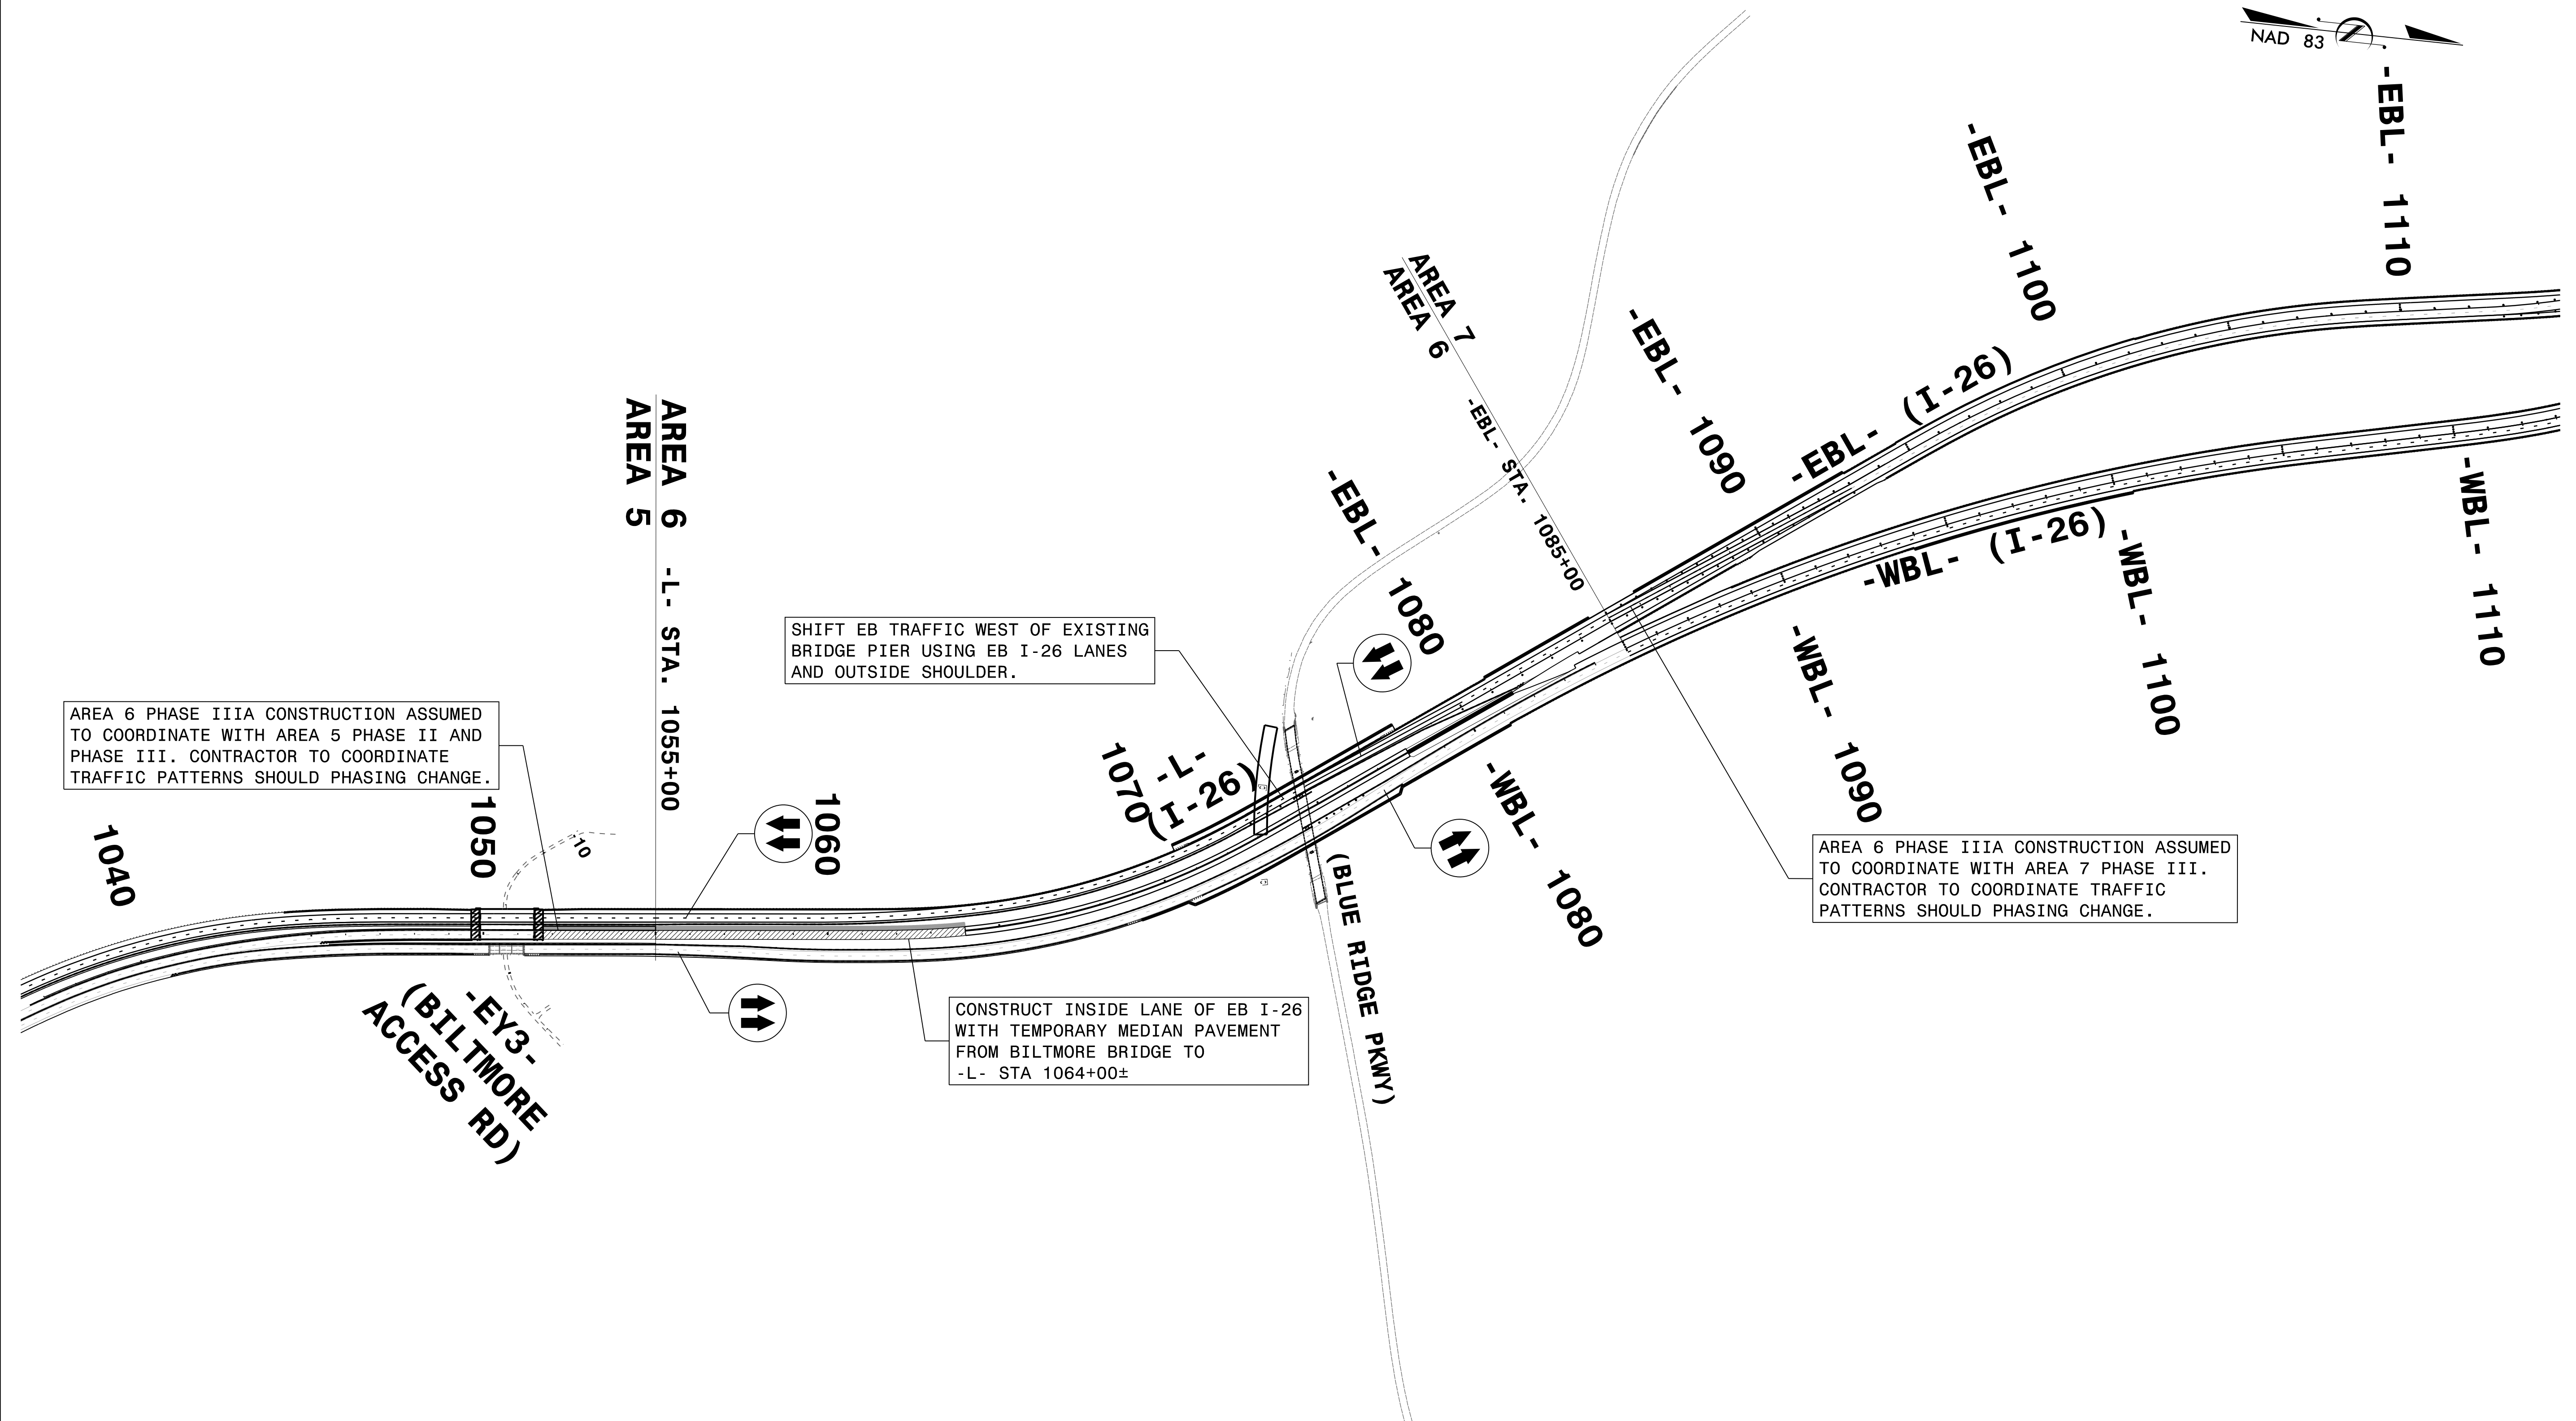 NAD 83
-EBL- 1110
-EBL- 1100
AREA 7
AREA 6
-EBL- STA. 1085+00
-EBL- 1090
-EBL- (I-26)
-WBL- (I-26)
-WBL- 1110
-WBL- 1100
-WBL- 1090
-EBL- 1080
AREA 6
AREA 5
-L- STA. 1055+00
SHIFT EB TRAFFIC WEST OF EXISTING
BRIDGE PIER USING EB I-26 LANES
AND OUTSIDE SHOULDER.
AREA 6 PHASE IIIA CONSTRUCTION ASSUMED
TO COORDINATE WITH AREA 5 PHASE II AND
PHASE III. CONTRACTOR TO COORDINATE
TRAFFIC PATTERNS SHOULD PHASING CHANGE.
1040
1050
10
1060
1070
-L-
(I-26)
-WBL- 1080
(BLUE RIDGE PKWY)
AREA 6 PHASE IIIA CONSTRUCTION ASSUMED
TO COORDINATE WITH AREA 7 PHASE III.
CONTRACTOR TO COORDINATE TRAFFIC
PATTERNS SHOULD PHASING CHANGE.
CONSTRUCT INSIDE LANE OF EB I-26
WITH TEMPORARY MEDIAN PAVEMENT
FROM BILTMORE BRIDGE TO
-L- STA 1064+00±
-EY3-
(BILTMORE
ACCESS RD)